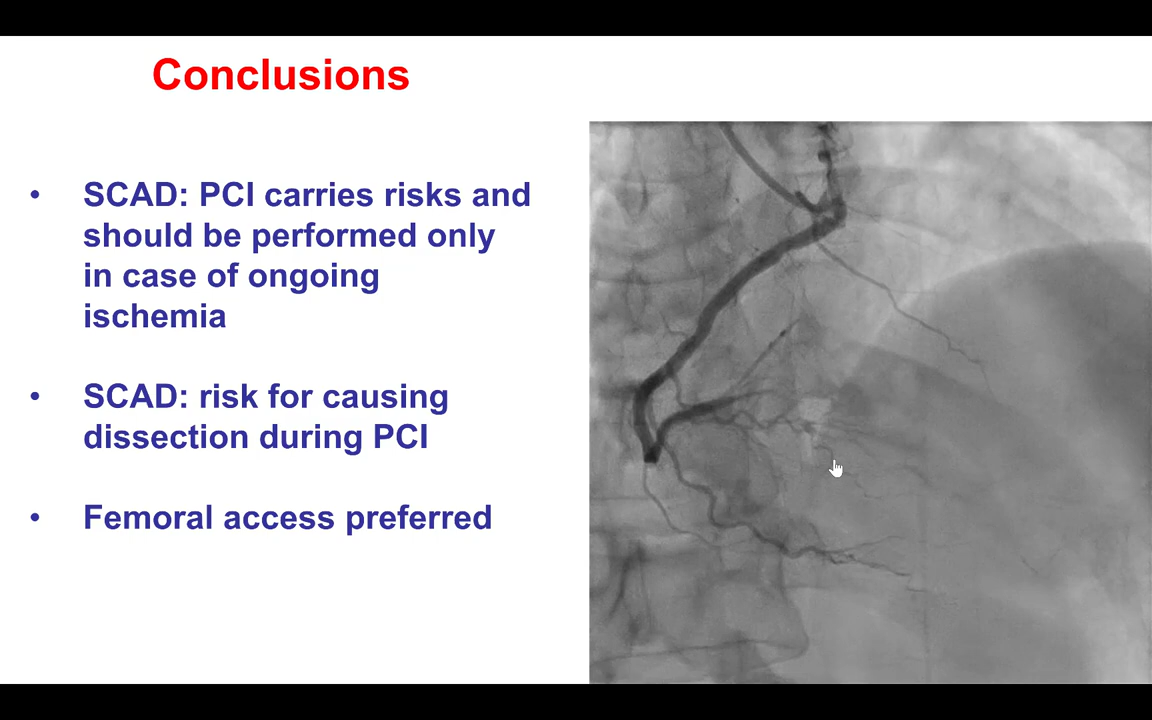 Conclusions
• SCAD: PCI carries risks and
should be performed only
in case of ongoing
ischemia
• SCAD: risk for causing
dissection during PCI
• Femoral access preferred